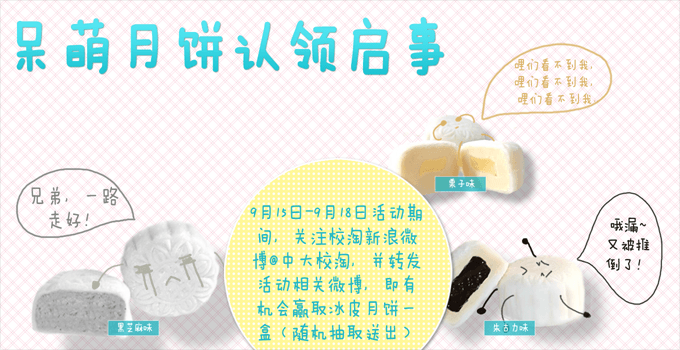 呆萌月饼认领启事
哩们看不到我,
哩们看不到我,
哩们看不到我.
栗子味
兄弟，一路
走好！
黑芝麻味
9月15日-9月18日活动期
间，关注校淘新浪微
博@中大校淘，并转发
活动相关微博，即有
机会赢取冰皮月饼一
盒（随机抽取送出）
哦漏~
又被推
倒了！
朱古力味